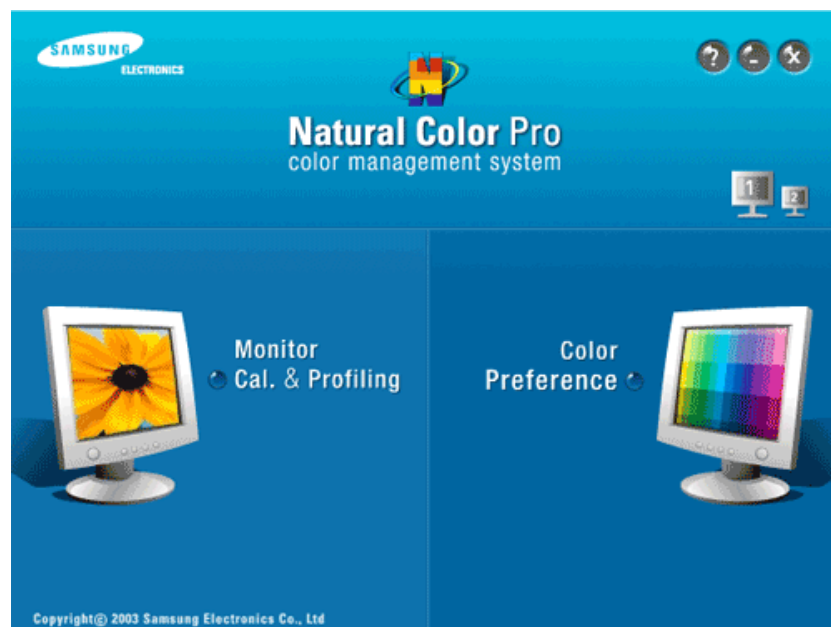 SAMSUNG
ELECTRONICS
? - x
N
Natural Color Pro
color management system
1 2
Monitor
Cal. & Profiling
Color
Preference
Copyright© 2003 Samsung Electronics Co., Ltd